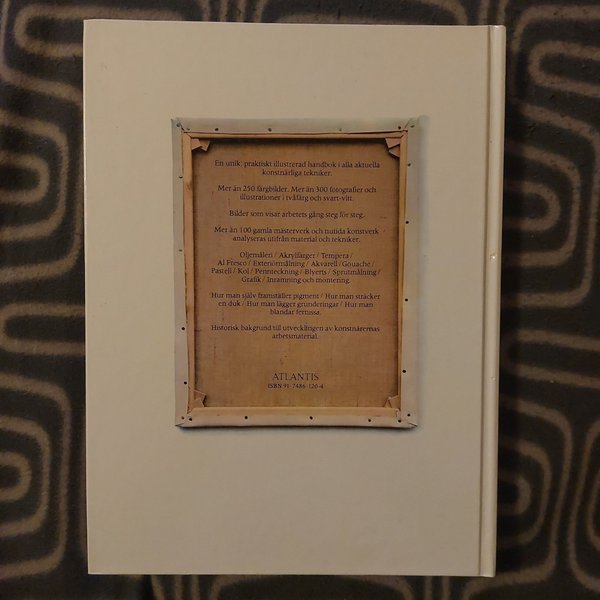 En unik, praktiskt illustrerad handbok i alla aktuella
konstnärliga tekniker.
Mer än 250 färgbilder. Mer än 300 fotografier och
illustrationer i tvåfärg och svart-vitt.
Bilder som visar arbetets gång steg för steg.
Mer än 100 gamla mästerverk och nutida konstverk
analyseras utifrån material och tekniker.
Oljemåleri / Akrylfärger / Tempera /
Al Fresco / Exteriörmålning / Akvarell / Gouache /
Pastell / Kol / Pennteckning / Blyerts / Sprutmålning /
Grafik / Inramning och montering.
Hur man själv framställer pigment / Hur man sträcker
en duk / Hur man lägger grunderingar / Hur man
blandar fernissa.
Historisk bakgrund till utvecklingen av konstnärernas
arbetsmaterial.
ATLANTIS
ISBN 91-7486-120-4